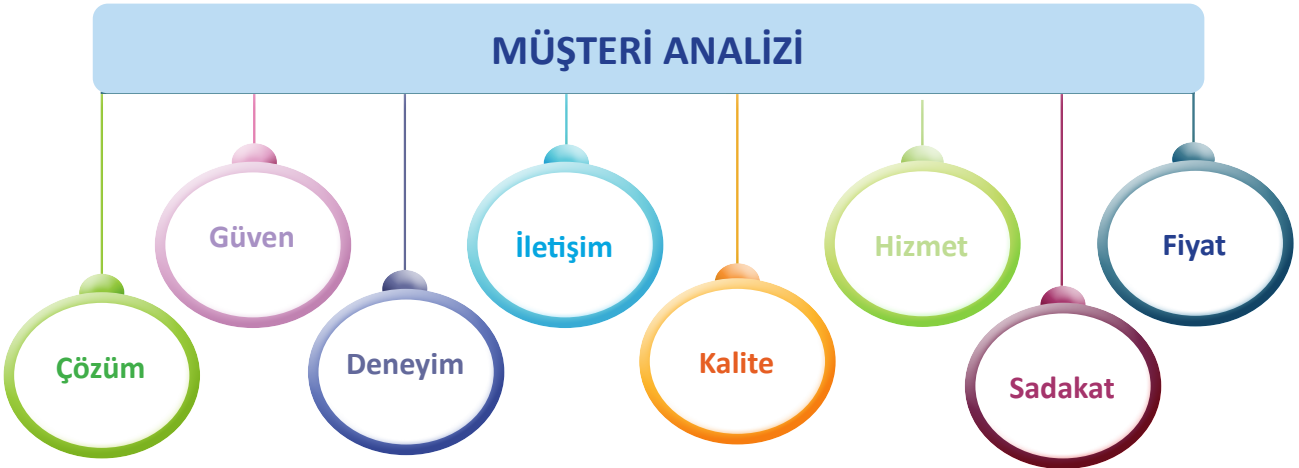 MÜŞTERİ ANALİZİ
Çözüm
Güven
Deneyim
İletişim
Kalite
Hizmet
Sadakat
Fiyat